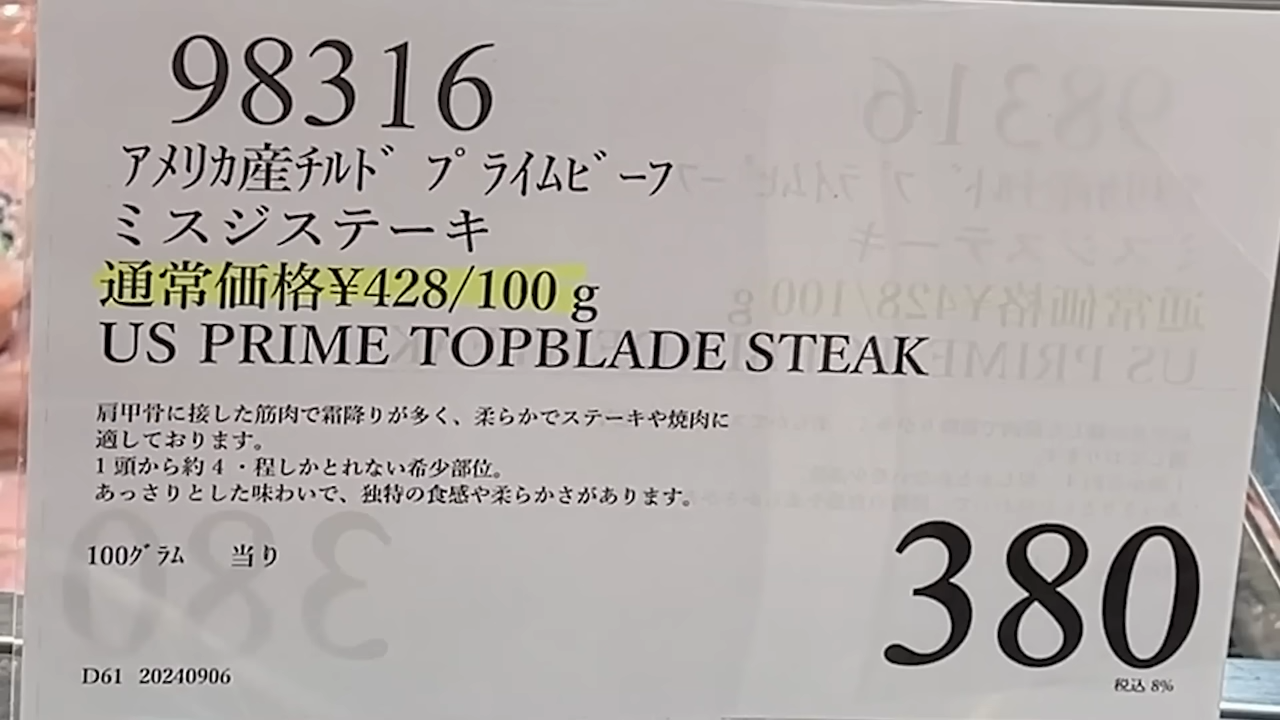 98316
アメリカ産チルド プライムビーフ
ミスジステーキ
通常価格¥428/100 g
US PRIME TOPBLADE STEAK
肩甲骨に接した筋肉で霜降りが多く、柔らかでステーキや焼肉に
適しております。
1 頭から約 4 ・程しかとれない希少部位。
あっさりとした味わいで、独特の食感や柔らかさがあります。
100グラム 当り
380
税込 8%
D61 20240906